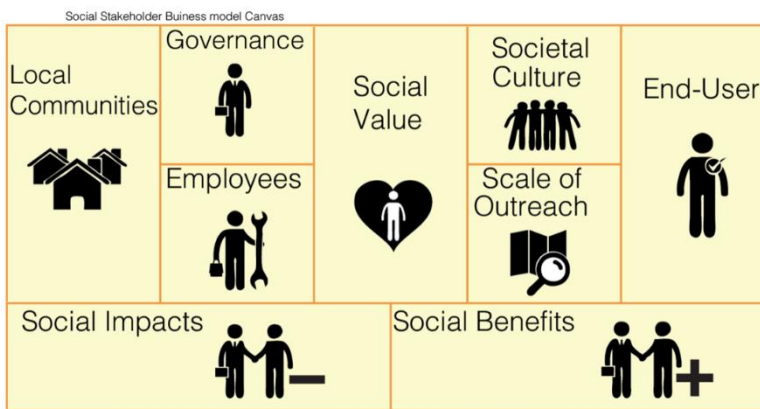 Social Stakeholder Buiness model Canvas
Local
Communities
Governance
Employees
Social
Value
Societal
Culture
Scale of
Outreach
End-User
Social Impacts
Social Benefits